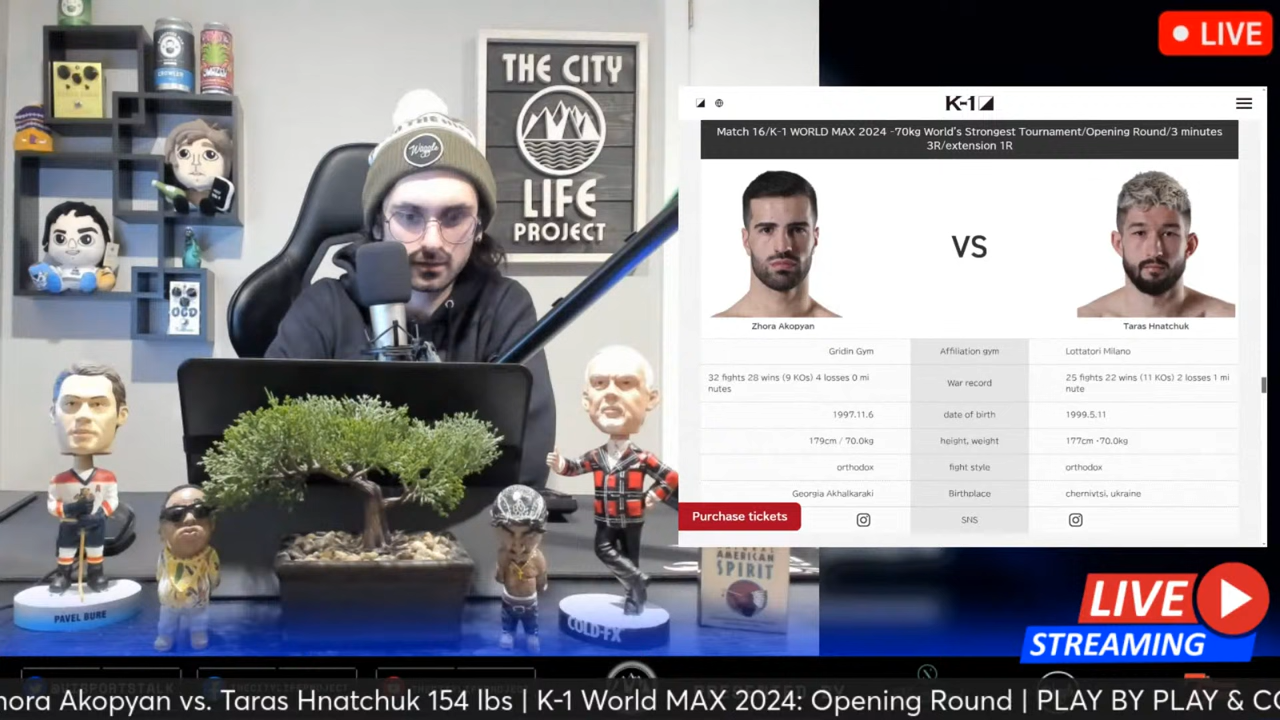 LIVE
K-1
Match 16/K-1 WORLD MAX 2024 -70kg World's Strongest Tournament/Opening Round/3 minutes
3R/extension 1R
VS
Zhora Akopyan
Taras Hnatchuk
Gridin Gym Affiliation gym Lottatori Milano
32 fights 28 wins (9 KOs) 4 losses 0 mi
nutes
War record
25 fights 22 wins (11 KOs) 2 losses 1 mi
nute
1997.11.6 date of birth 1999.5.11
179cm / 70.0kg height, weight 177cm ·70.0kg
orthodox fight style orthodox
Georgia Akhalkaraki Birthplace chernivtsi, ukraine
SNS
Purchase tickets
THE CITY
LIFE
PROJECT
Waggle
OCD
PAVEL BURE
COLD-FX
AMERICAN
SPIRIT
LIVE
STREAMING
hora Akopyan vs. Taras Hnatchuk 154 lbs | K-1 World MAX 2024: Opening Round | PLAY BY PLAY & CO